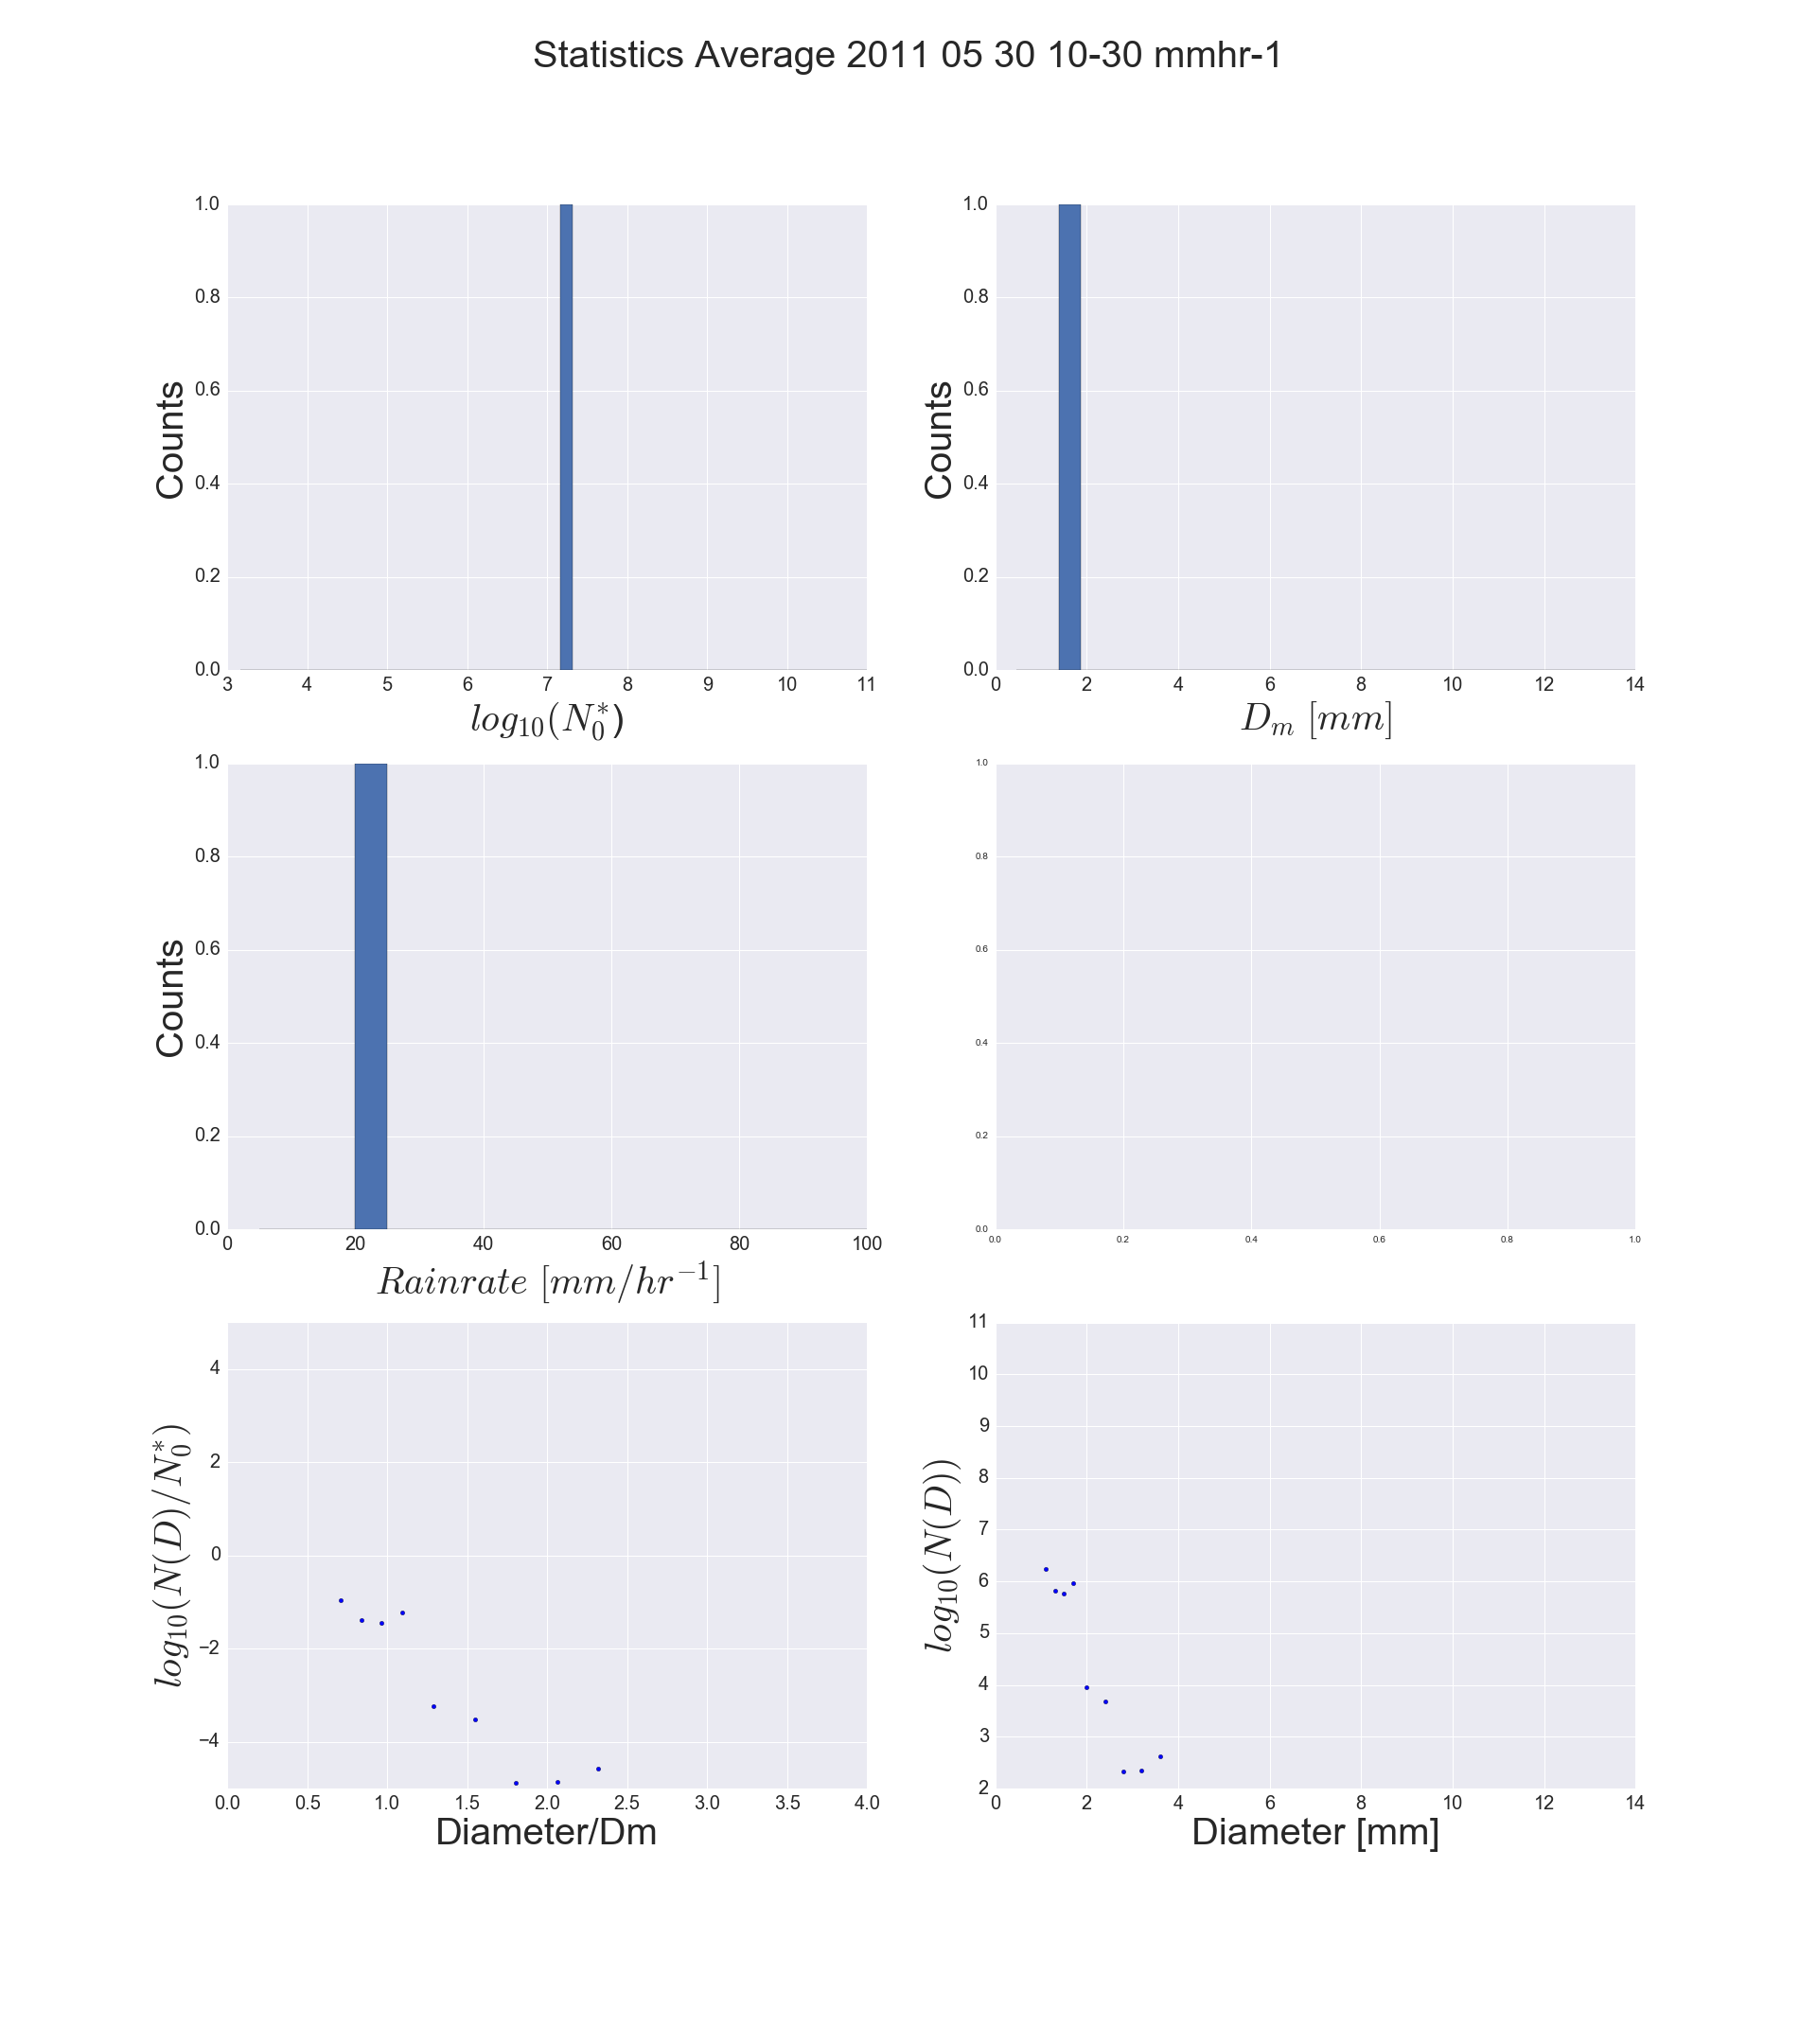 Statistics Average 2011 05 30 10-30 mmhr-1
1.0 0.8 0.6 0.4 0.2 0.0
Counts
3 4 5 6 7 8 9 10 11
log₁₀(N₀*)
1.0 0.8 0.6 0.4 0.2 0.0
Counts
0 2 4 6 8 10 12 14
Dₘ [mm]
1.0 0.8 0.6 0.4 0.2 0.0
Counts
0 20 40 60 80 100
Rainrate [mm/hr⁻¹]
1.0 0.8 0.6 0.4 0.2 0.0
0.0 0.2 0.4 0.6 0.8 1.0
4 2 0 −2 −4
log₁₀(N(D)/N₀*)
0.0 0.5 1.0 1.5 2.0 2.5 3.0 3.5 4.0
Diameter/Dm
11 10 9 8 7 6 5 4 3 2
log₁₀(N(D))
0 2 4 6 8 10 12 14
Diameter [mm]